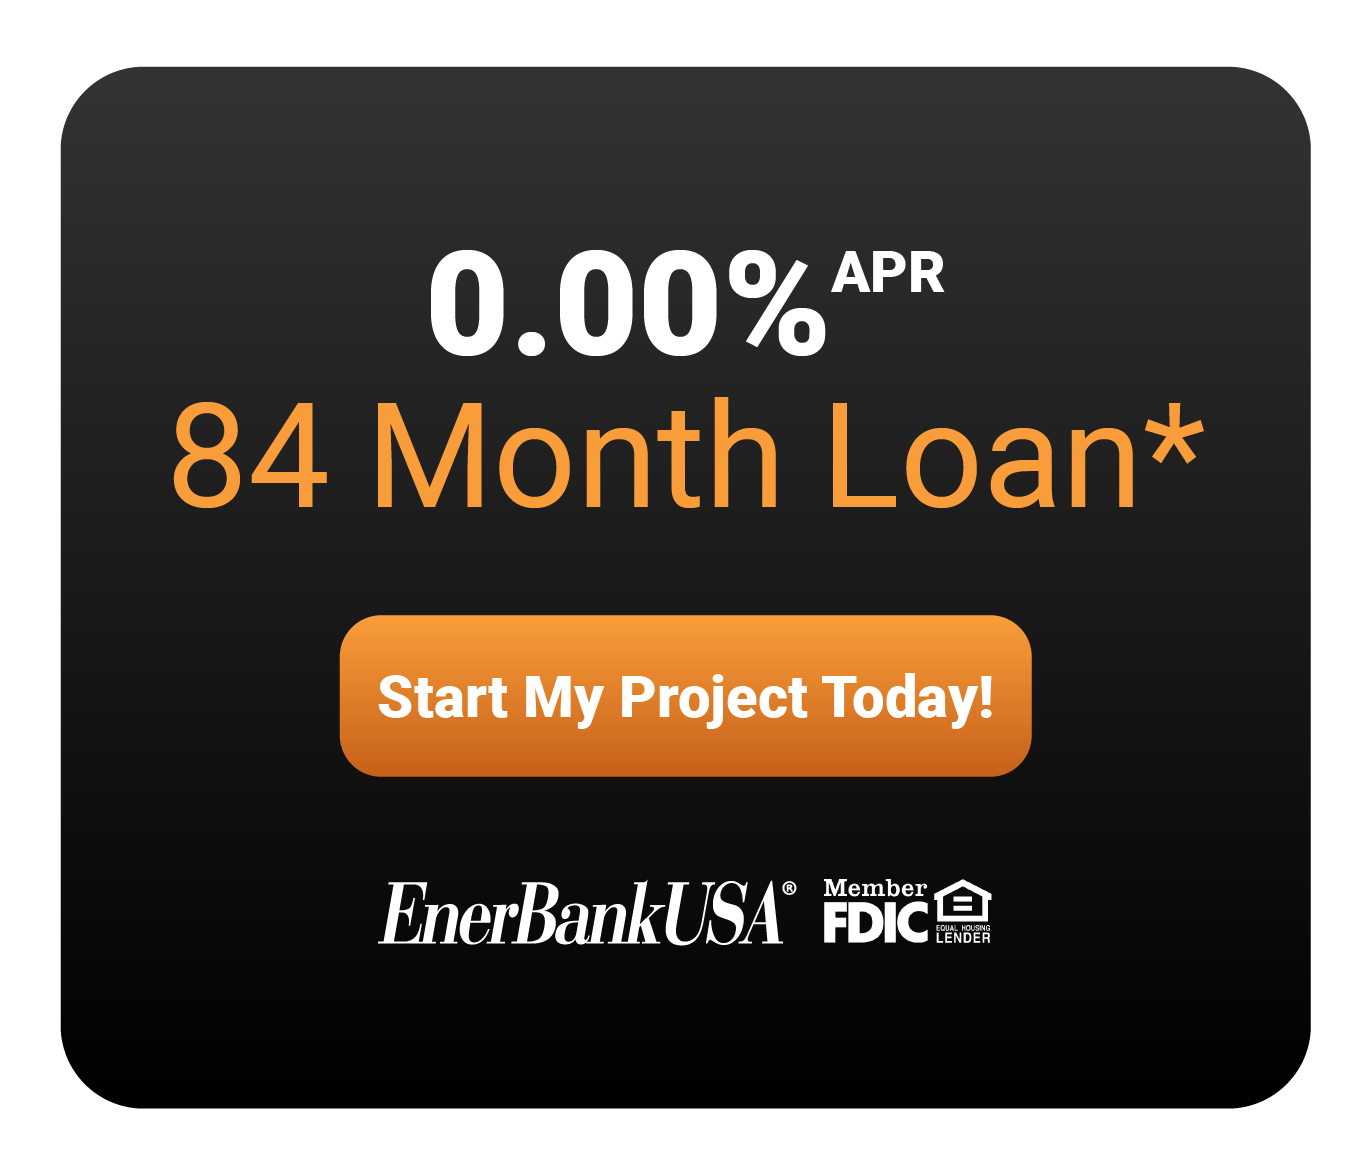 0.00% APR
84 Month Loan*
Start My Project Today!
EnerBankUSA® Member FDIC EQUAL HOUSING LENDER